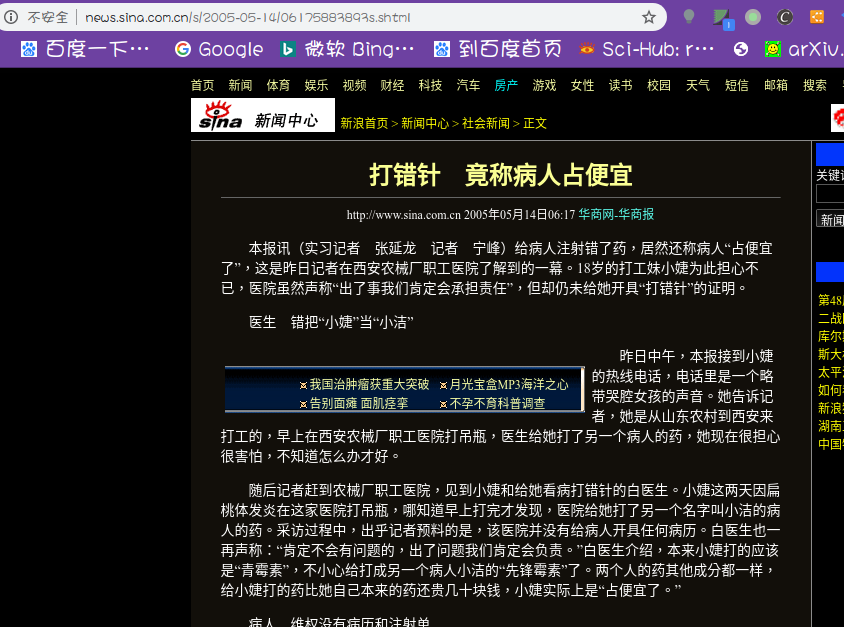 不安全 news.sina.com.cn/s/2005-05-14/06175883893s.shtml
百度一下… Google 微软 Bing… 到百度首页 Sci-Hub: r… arXiv.
首页 新闻 体育 娱乐 视频 财经 科技 汽车 房产 游戏 女性 读书 校园 天气 短信 邮箱 搜索
sina 新闻中心 新浪首页 > 新闻中心 > 社会新闻 > 正文
打错针 竟称病人占便宜
http://www.sina.com.cn 2005年05月14日06:17 华商网-华商报
本报讯（实习记者 张延龙 记者 宁峰）给病人注射错了药，居然还称病人“占便宜
了”，这是昨日记者在西安农械厂职工医院了解到的一幕。18岁的打工妹小婕为此担心不
已，医院虽然声称“出了事我们肯定会承担责任”，但却仍未给她开具“打错针”的证明。
医生 错把“小婕”当“小洁”
昨日中午，本报接到小婕
的热线电话，电话里是一个略
带哭腔女孩的声音。她告诉记
者，她是从山东农村到西安来
我国治肿瘤获重大突破 月光宝盒MP3海洋之心
告别面瘫 面肌痉挛 不孕不育科普调查
打工的，早上在西安农械厂职工医院打吊瓶，医生给她打了另一个病人的药，她现在很担心
很害怕，不知道怎么办才好。
随后记者赶到农械厂职工医院，见到小婕和给她看病打错针的白医生。小婕这两天因扁
桃体发炎在这家医院打吊瓶，哪知道早上打完才发现，医院给她打了另一个名字叫小洁的病
人的药。采访过程中，出乎记者预料的是，该医院并没有给病人开具任何病历。白医生也一
再声称：“肯定不会有问题的，出了问题我们肯定会负责。”白医生介绍，本来小婕打的应该
是“青霉素”，不小心给打成另一个病人小洁的“先锋霉素”了。两个人的药其他成分都一样，
给小婕打的药比她自己本来的药还贵几十块钱，小婕实际上是“占便宜了。”
病人 维权没有病历和注射单
关键词
新闻
第48
二战
库尔
斯大
太平
如何
新浪
湖南
中国